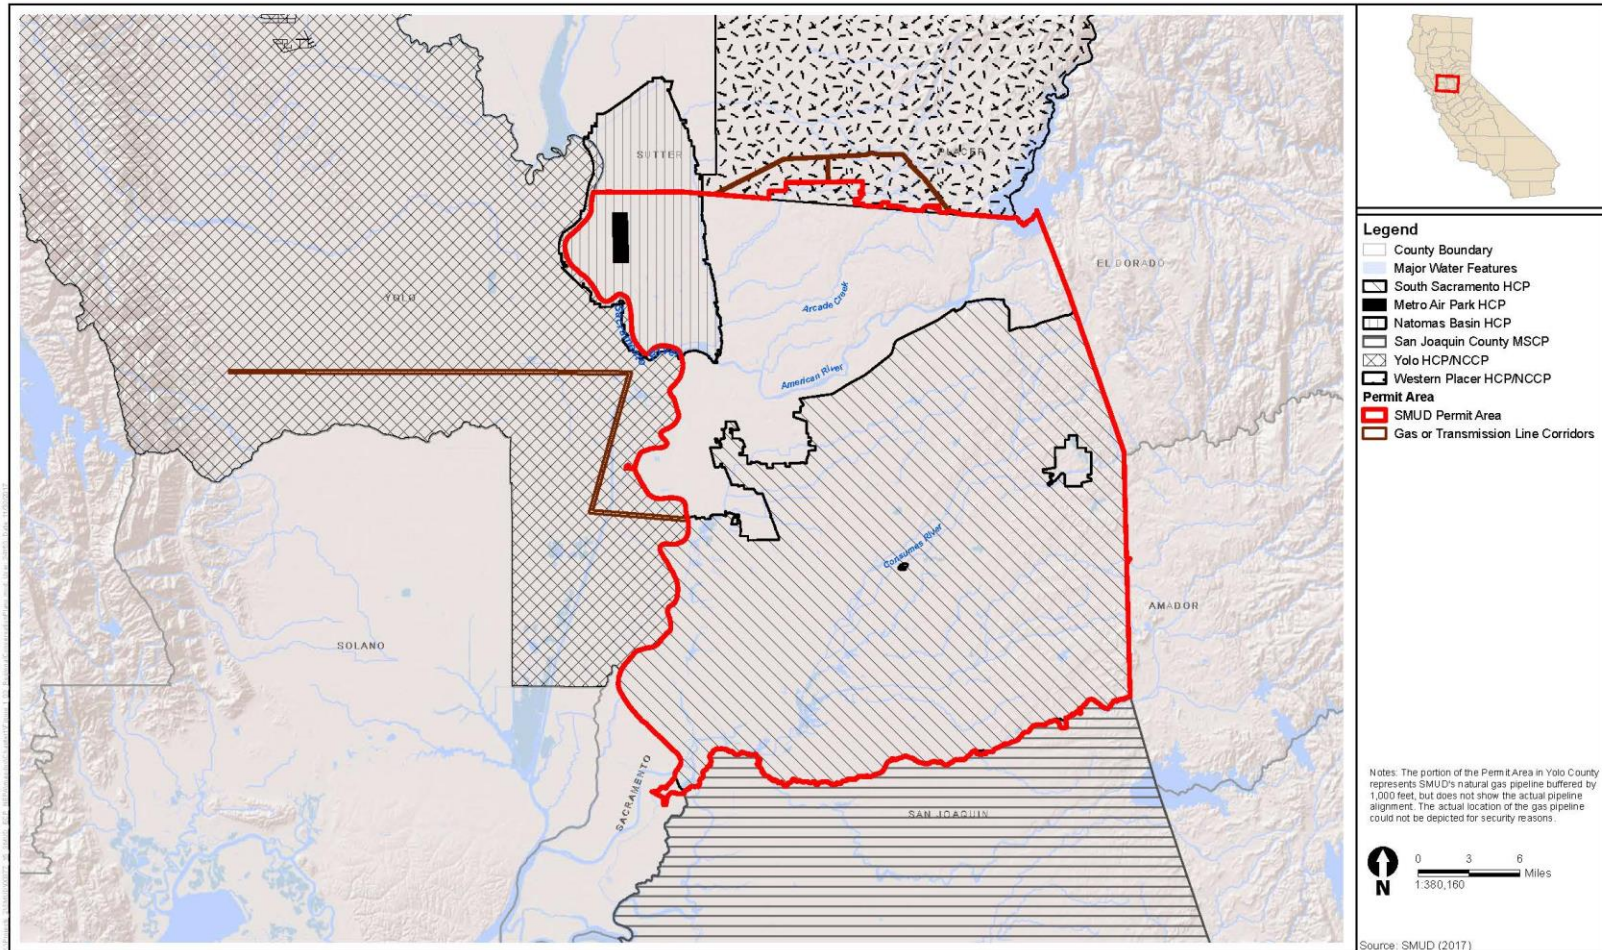 SUTTER
PLACER
EL DORADO
YOLO
Arcade Creek
Sacramento River
American River
Consumes River
AMADOR
SOLANO
SACRAMENTO
SAN JOAQUIN
Legend
County Boundary
Major Water Features
South Sacramento HCP
Metro Air Park HCP
Natomas Basin HCP
San Joaquin County MSCP
Yolo HCP/NCCP
Western Placer HCP/NCCP
Permit Area
SMUD Permit Area
Gas or Transmission Line Corridors
Notes: The portion of the Permit Area in Yolo County
represents SMUD's natural gas pipeline buffered by
1,000 feet, but does not show the actual pipeline
alignment. The actual location of the gas pipeline
could not be depicted for security reasons.
N
0 3 6
Miles
1:380,160
Source: SMUD (2017)